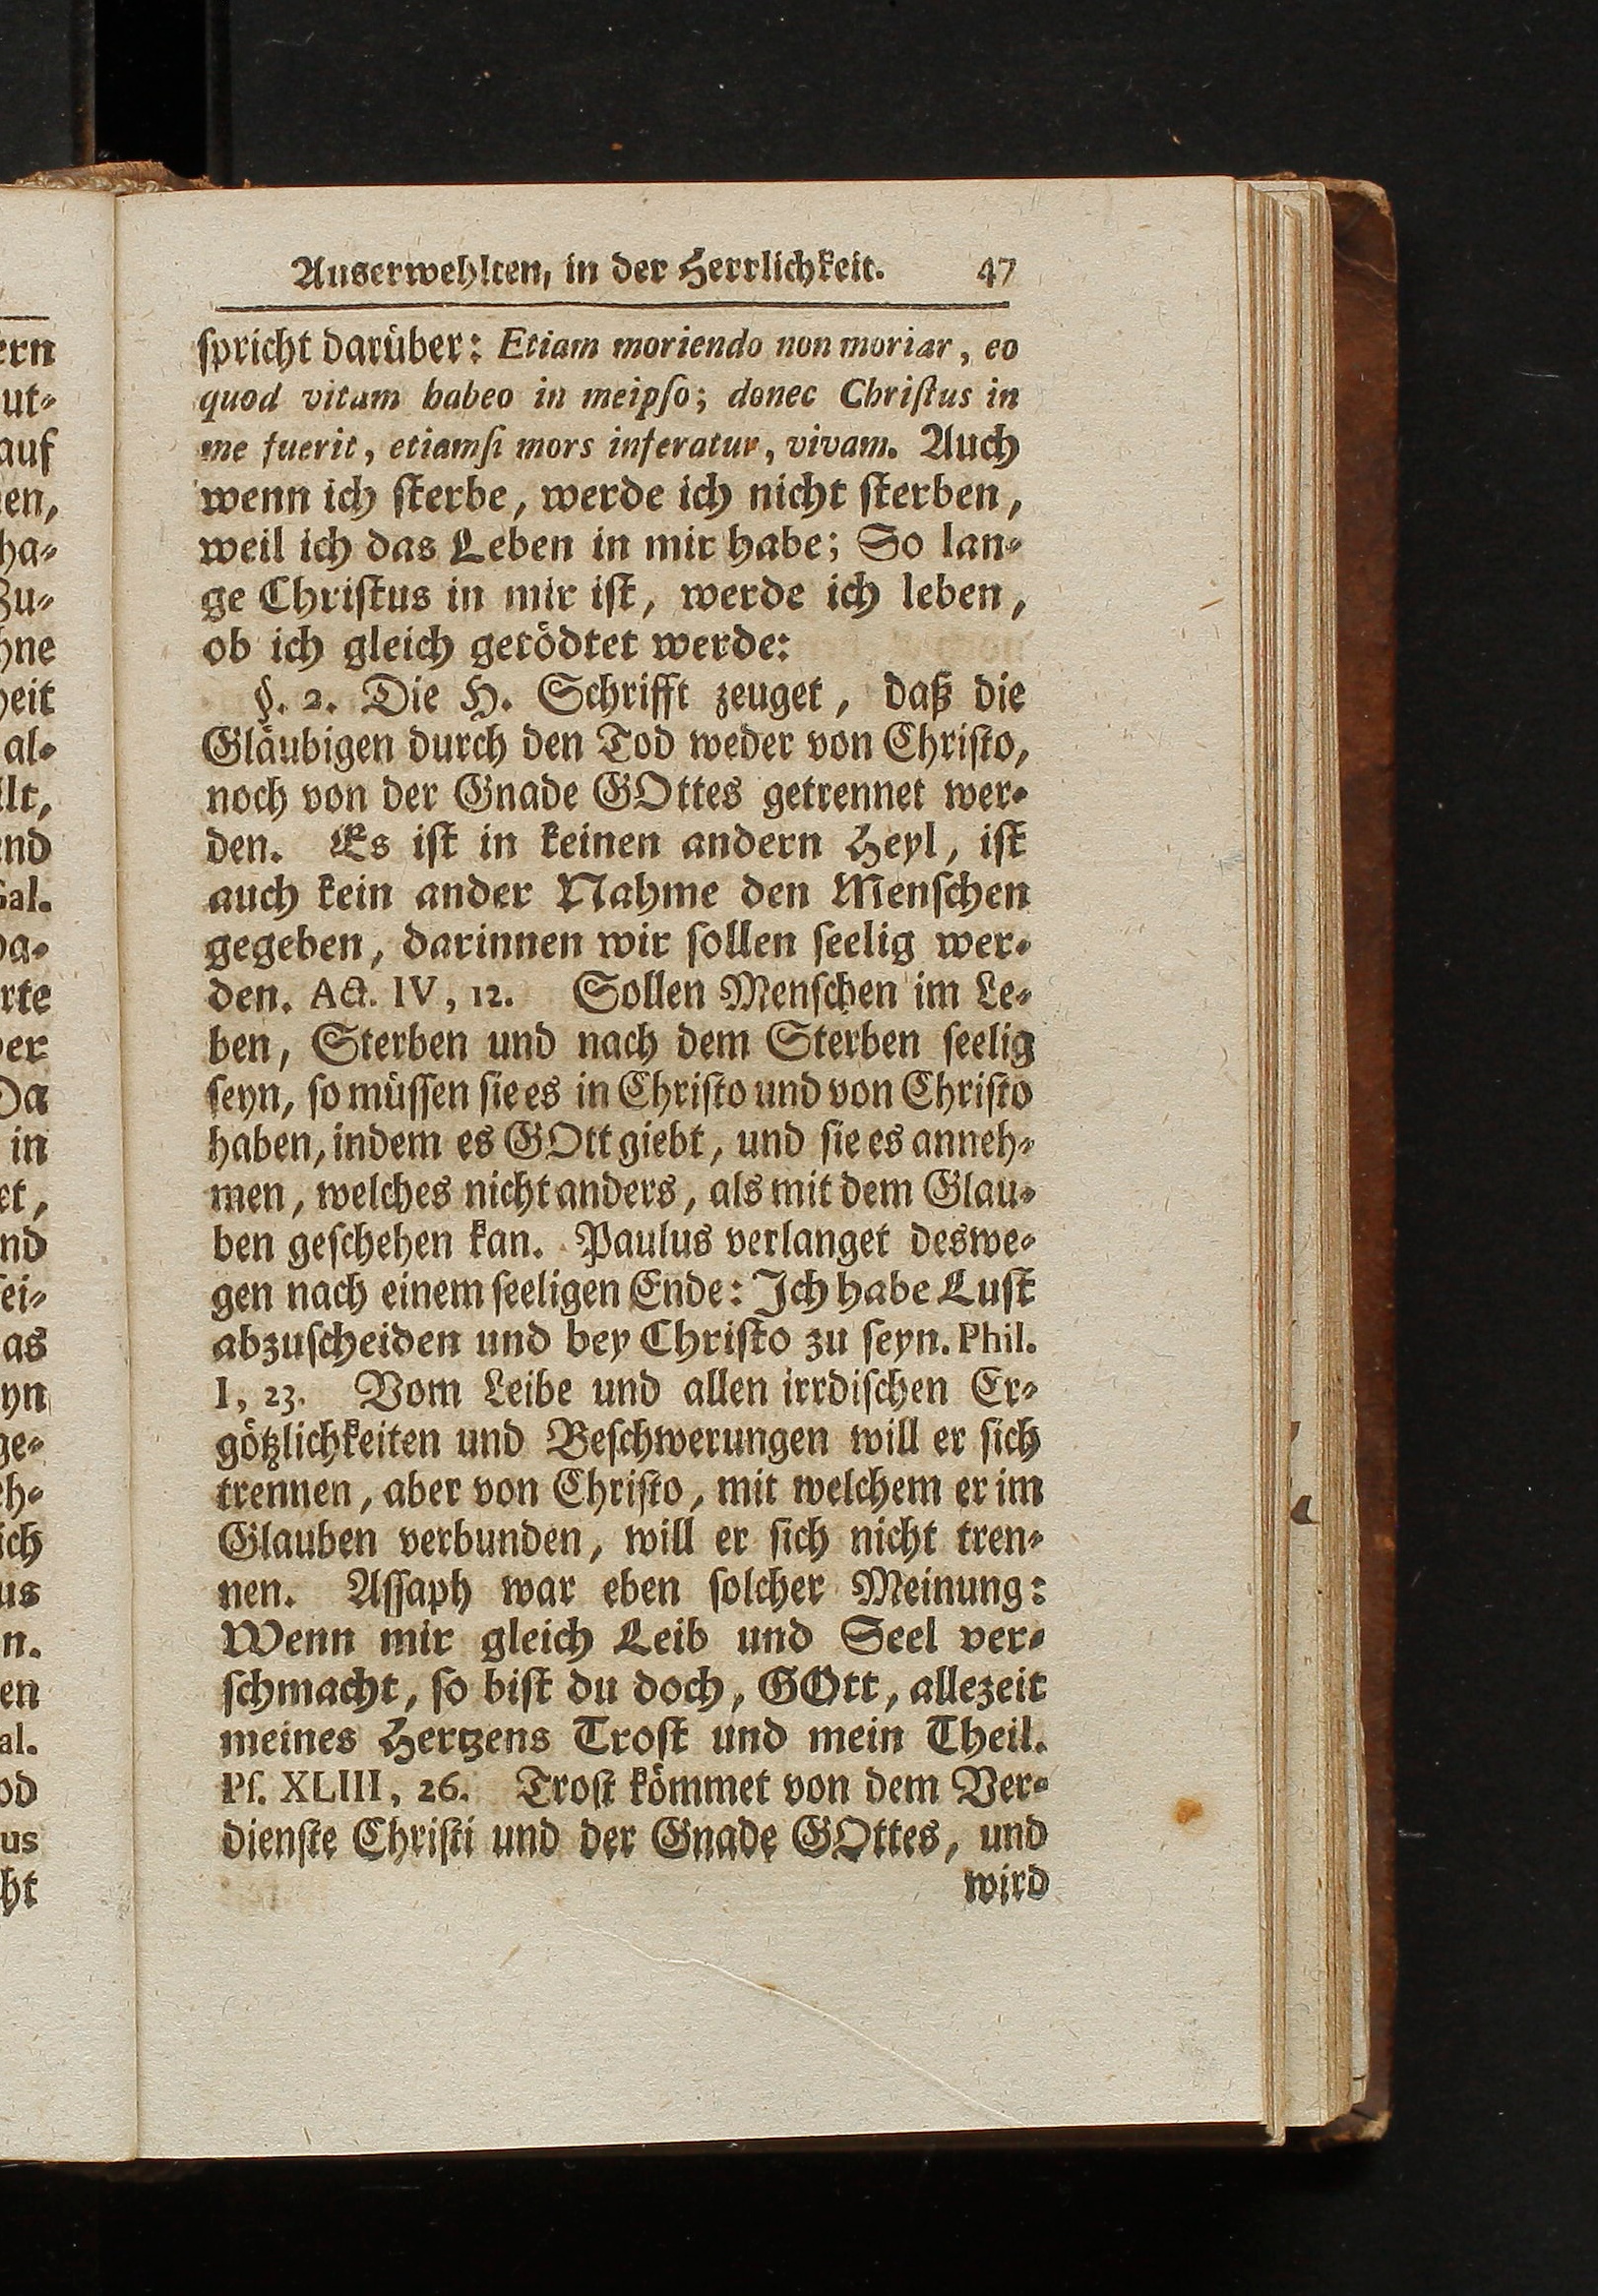 Auserwehlten, in der Herrlichkeit. 47
ſpricht darüber: Etiam moriendo non moriar, eo
quod vitam habeo in meipſo; donec Chriſtus in
me fuerit, etiamſi mors inferatur, vivam. Auch
wenn ich ſterbe, werde ich nicht ſterben,
weil ich das Leben in mir habe; So lan-
ge Chriſtus in mir iſt, werde ich leben,
ob ich gleich getödtet werde:
§. 2. Die H. Schrifft zeuget, daß die
Gläubigen durch den Tod weder von Chriſto,
noch von der Gnade GOttes getrennet wer-
den. Es iſt in keinen andern Heyl, iſt
auch kein ander Nahme den Menſchen
gegeben, darinnen wir ſollen ſeelig wer-
den. Act. IV, 12. Sollen Menſchen im Le-
ben, Sterben und nach dem Sterben ſeelig
ſeyn, ſo müſſen ſie es in Chriſto und von Chriſto
haben, indem es GOtt giebt, und ſie es anneh-
men, welches nicht anders, als mit dem Glau-
ben geſchehen kan. Paulus verlanget deswe-
gen nach einem ſeeligen Ende: Ich habe Luſt
abzuſcheiden und bey Chriſto zu ſeyn. Phil.
I, 23. Vom Leibe und allen irrdiſchen Er-
götzlichkeiten und Beſchwerungen will er ſich
trennen, aber von Chriſto, mit welchem er im
Glauben verbunden, will er ſich nicht tren-
nen. Aſſaph war eben ſolcher Meinung:
Wenn mir gleich Leib und Seel ver-
ſchmacht, ſo biſt du doch, GOtt, allezeit
meines Hertzens Troſt und mein Theil.
Pſ. XLIII, 26. Troſt kömmet von dem Ver-
dienſte Chriſti und der Gnade GOttes, und
wird